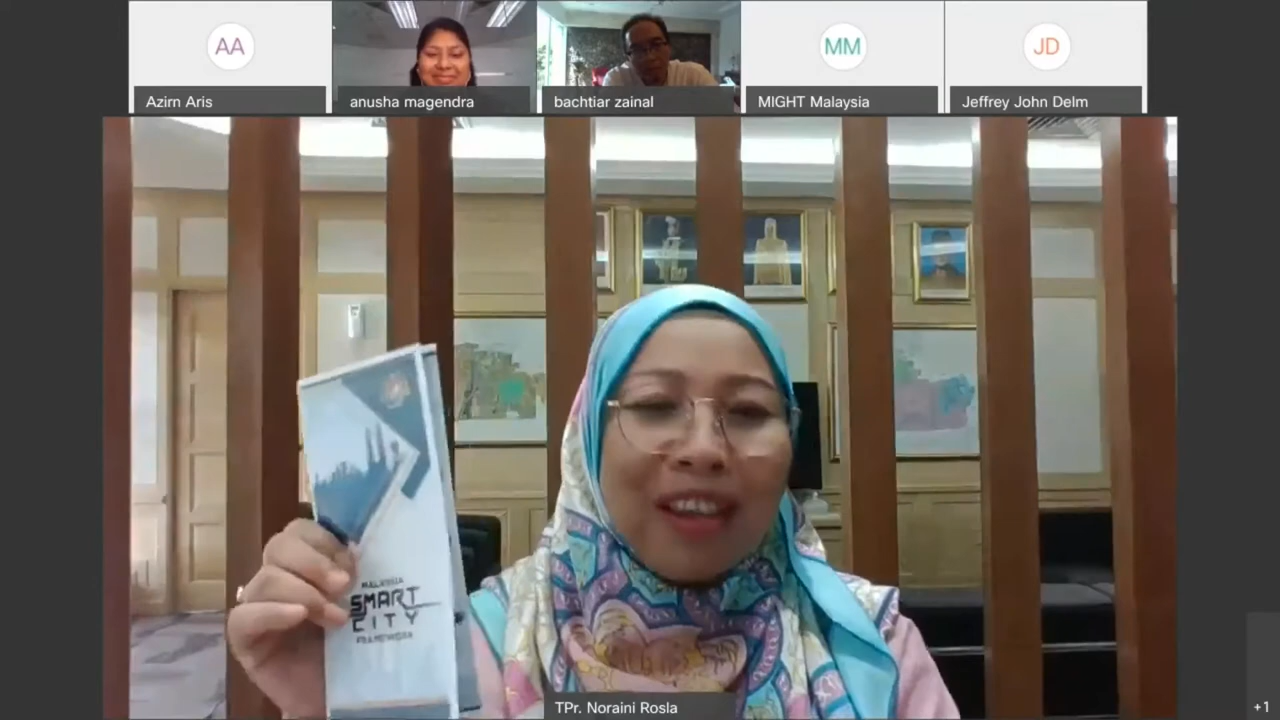 AA
MM
JD
Azirn Aris
anusha magendra
bachtiar zainal
MIGHT Malaysia
Jeffrey John Delm
MALAYSIA
SMART
CITY
FRAMEWORK
TPr. Noraini Rosla
+1